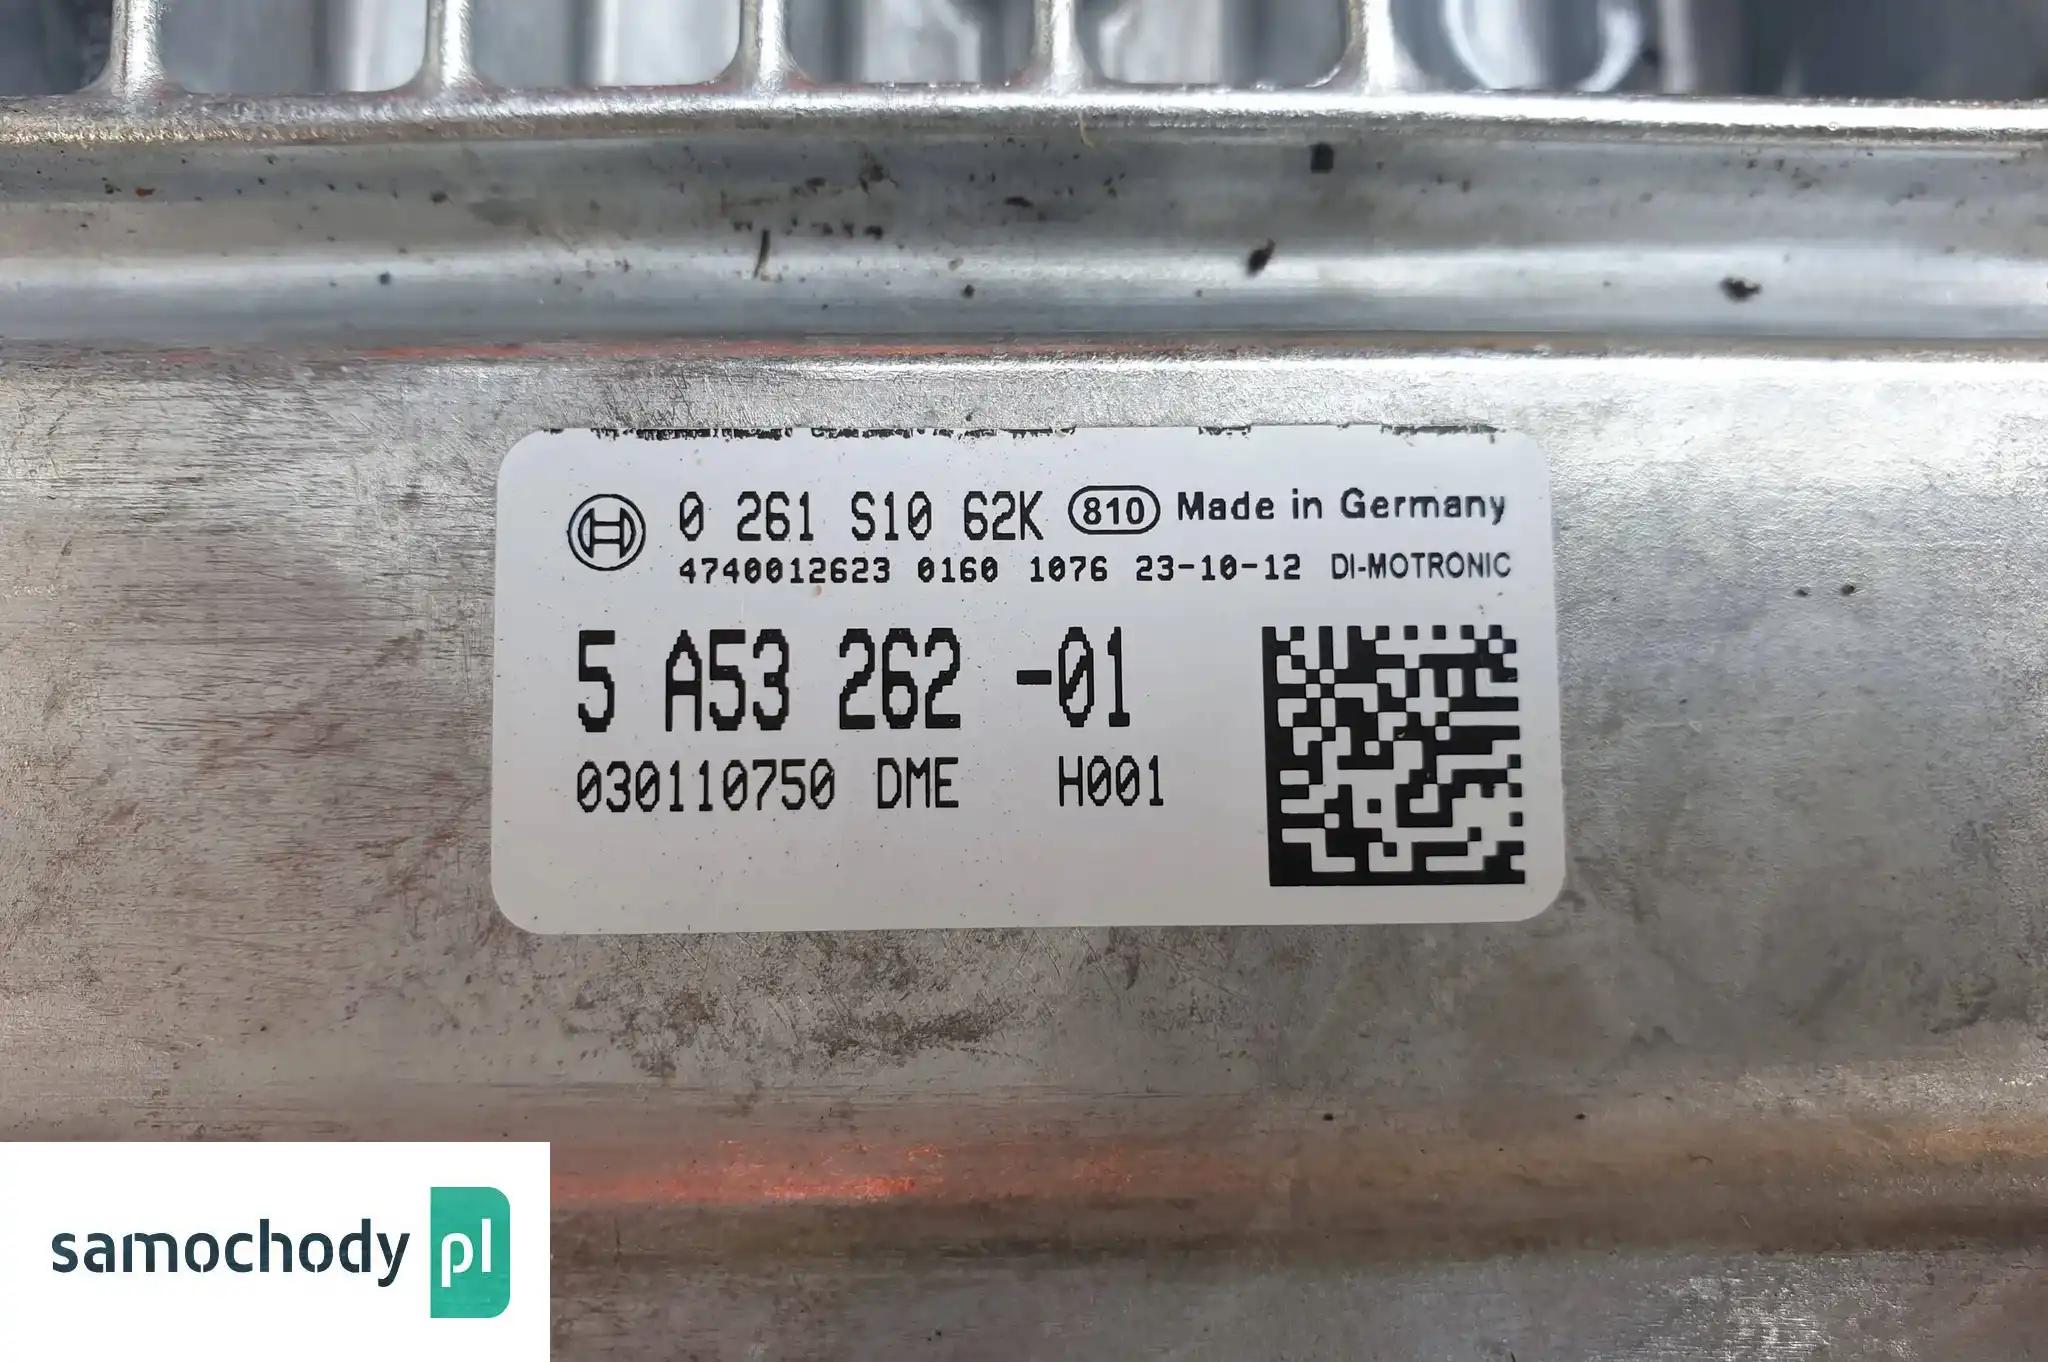 0 261 S10 62K 810 Made in Germany
4740012623 0160 1076 23-10-12 DI-MOTRONIC
5 A53 262 -01
030110750 DME H001
samochody pl